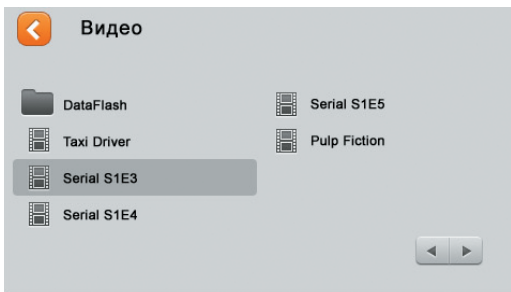 Видео
DataFlash
Taxi Driver
Serial S1E3
Serial S1E4
Serial S1E5
Pulp Fiction